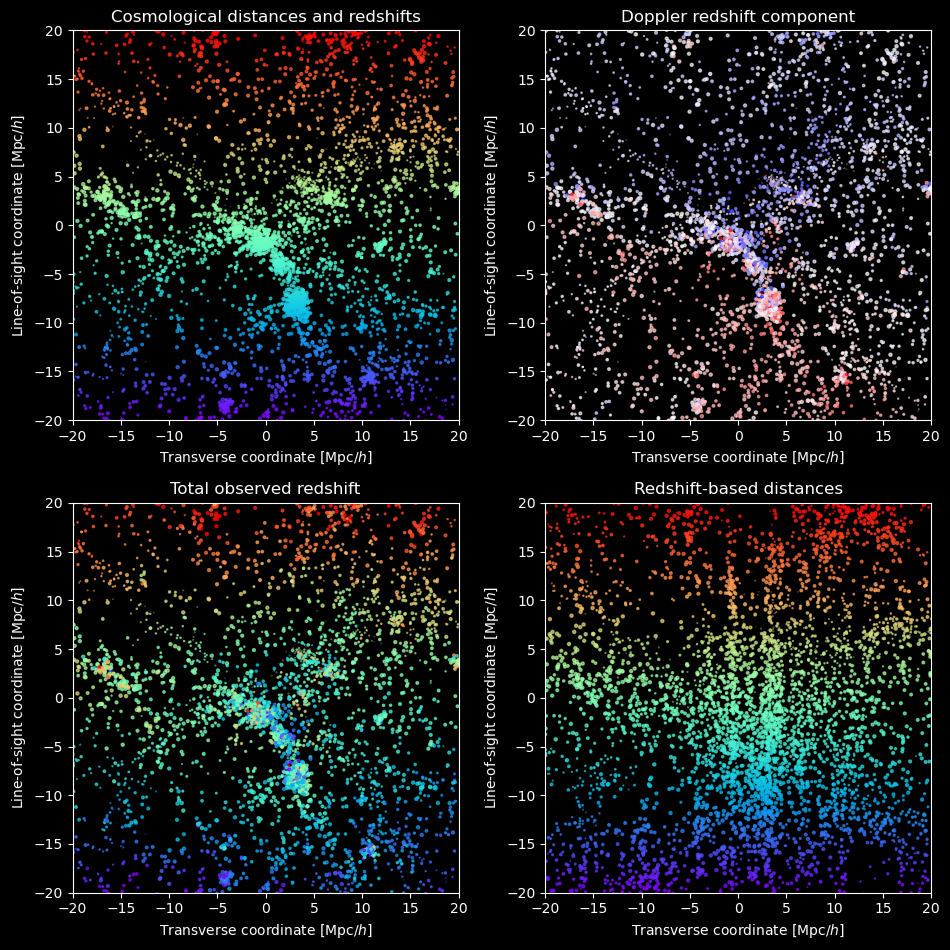 Cosmological distances and redshifts
Doppler redshift component
20
15
10
5
0
−5
−10
−15
−20
Line-of-sight coordinate [Mpc/h]
−20 −15 −10 −5 0 5 10 15 20
Transverse coordinate [Mpc/h]
20
15
10
5
0
−5
−10
−15
−20
Line-of-sight coordinate [Mpc/h]
−20 −15 −10 −5 0 5 10 15 20
Transverse coordinate [Mpc/h]
Total observed redshift
Redshift-based distances
20
15
10
5
0
−5
−10
−15
−20
Line-of-sight coordinate [Mpc/h]
−20 −15 −10 −5 0 5 10 15 20
Transverse coordinate [Mpc/h]
20
15
10
5
0
−5
−10
−15
−20
Line-of-sight coordinate [Mpc/h]
−20 −15 −10 −5 0 5 10 15 20
Transverse coordinate [Mpc/h]